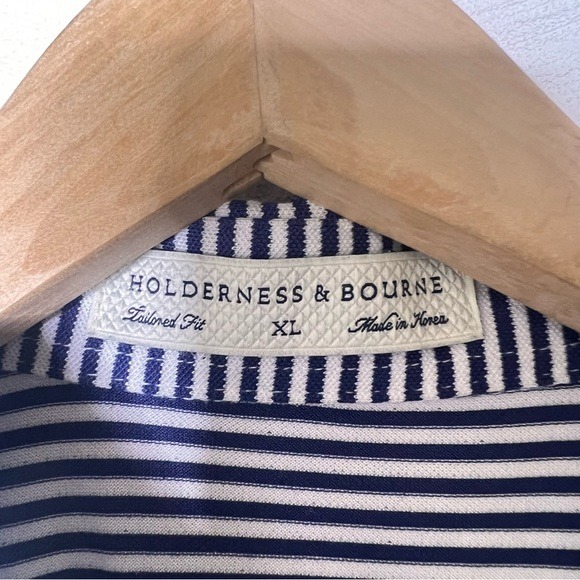 HOLDERNESS & BOURNE
Tailored Fit XL Made in Korea